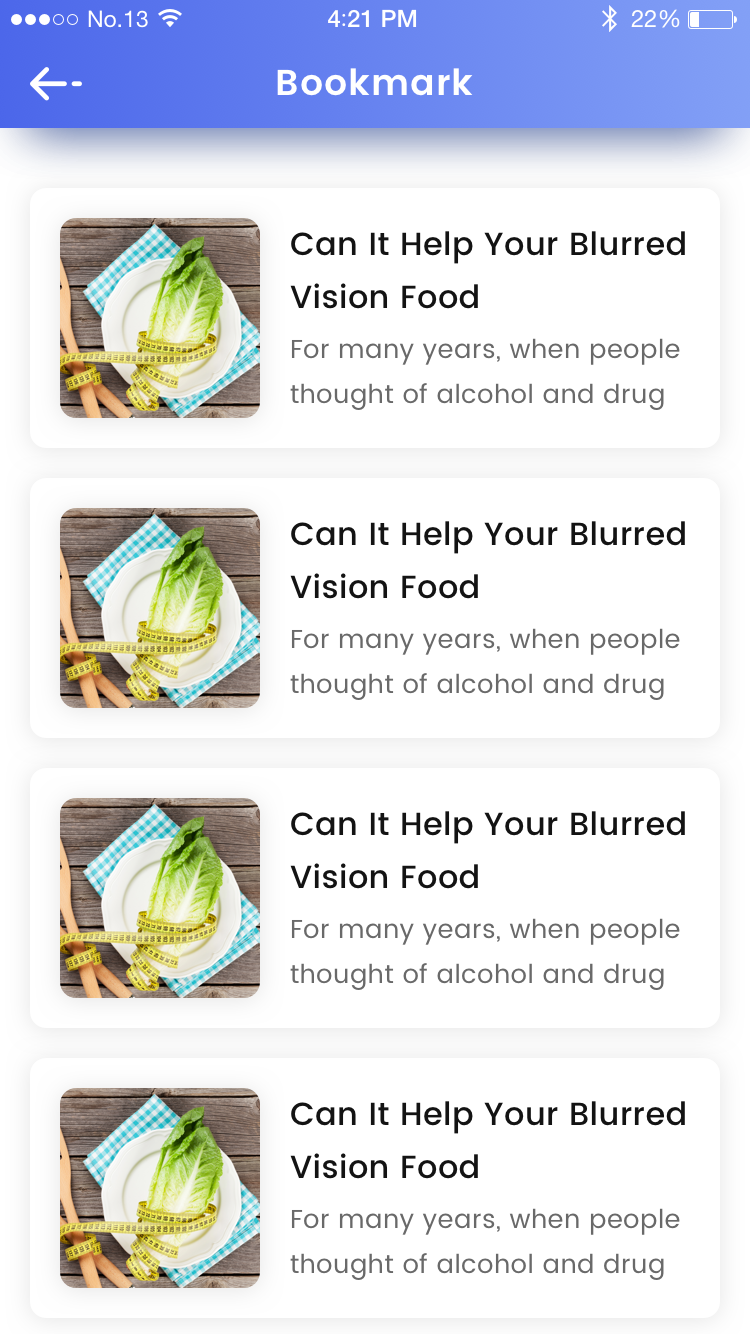 No.13 4:21 PM 22%
Bookmark
Can It Help Your Blurred
Vision Food
For many years, when people
thought of alcohol and drug
Can It Help Your Blurred
Vision Food
For many years, when people
thought of alcohol and drug
Can It Help Your Blurred
Vision Food
For many years, when people
thought of alcohol and drug
Can It Help Your Blurred
Vision Food
For many years, when people
thought of alcohol and drug